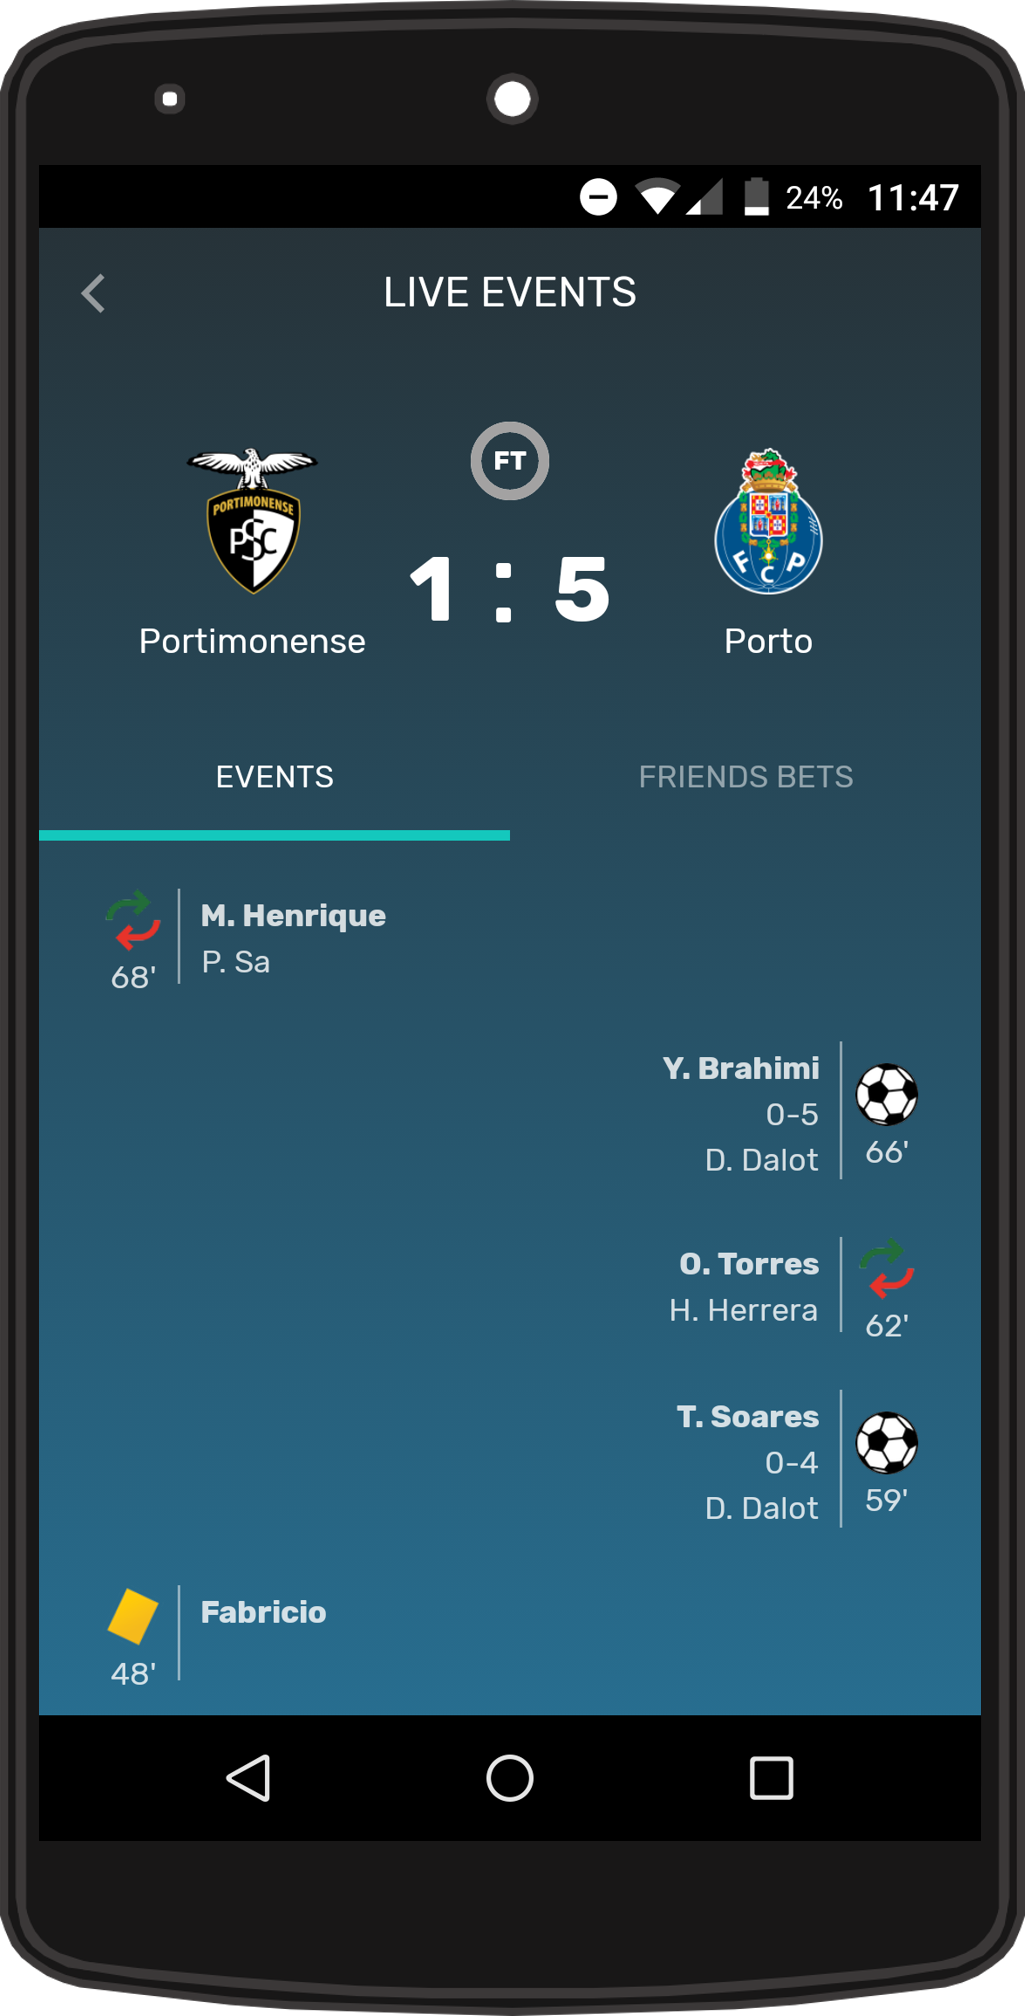 24% 11:47
LIVE EVENTS
FT
PORTIMONENSE
PSC
FCP
1 : 5
Portimonense
Porto
EVENTS
FRIENDS BETS
M. Henrique
P. Sa
68'
Y. Brahimi
0-5
D. Dalot
66'
O. Torres
H. Herrera
62'
T. Soares
0-4
D. Dalot
59'
Fabricio
48'